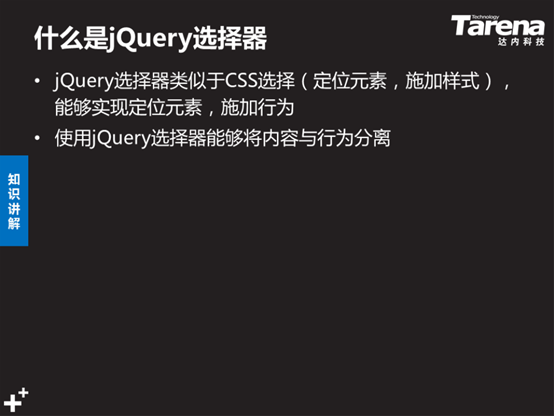 什么是jQuery选择器
Technology
Tarena
达内科技
• jQuery选择器类似于CSS选择（定位元素，施加样式），
能够实现定位元素，施加行为
• 使用jQuery选择器能够将内容与行为分离
知
识
讲
解